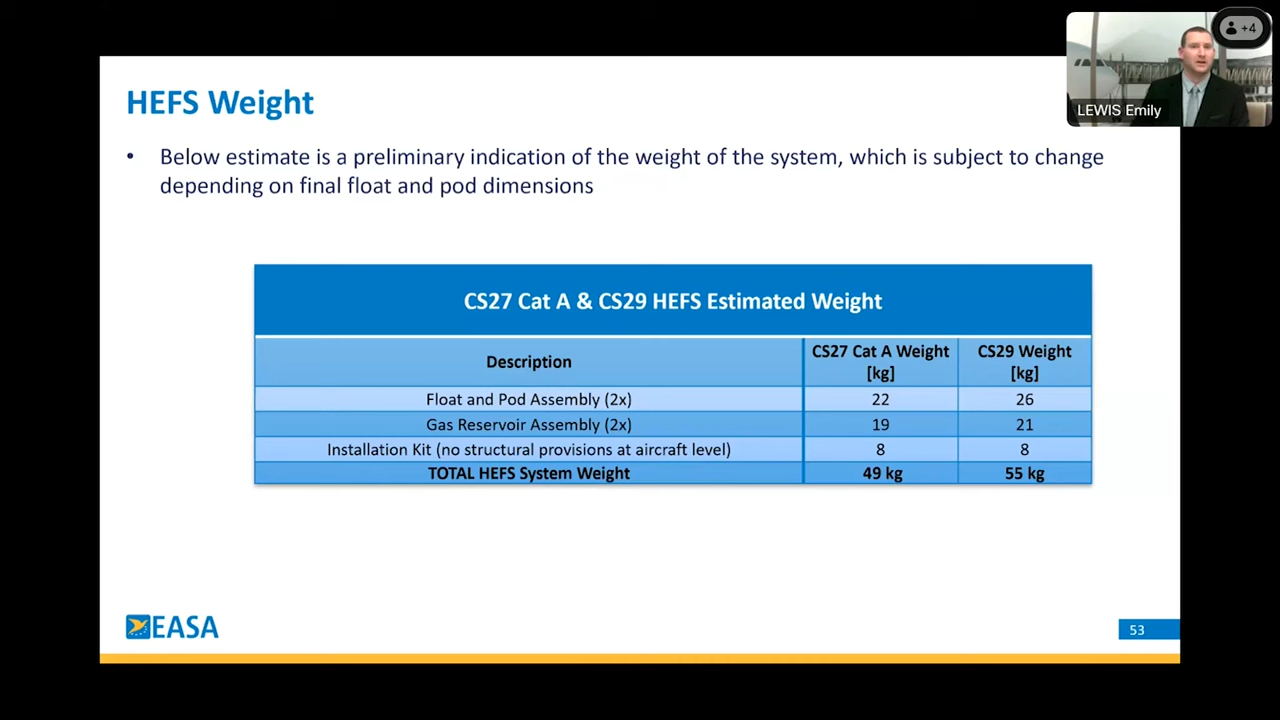 +4
LEWIS Emily
HEFS Weight
• Below estimate is a preliminary indication of the weight of the system, which is subject to change
depending on final float and pod dimensions
CS27 Cat A & CS29 HEFS Estimated Weight
Description
CS27 Cat A Weight
[kg]
CS29 Weight
[kg]
Float and Pod Assembly (2x) 22 26
Gas Reservoir Assembly (2x) 19 21
Installation Kit (no structural provisions at aircraft level) 8 8
TOTAL HEFS System Weight 49 kg 55 kg
EASA
53